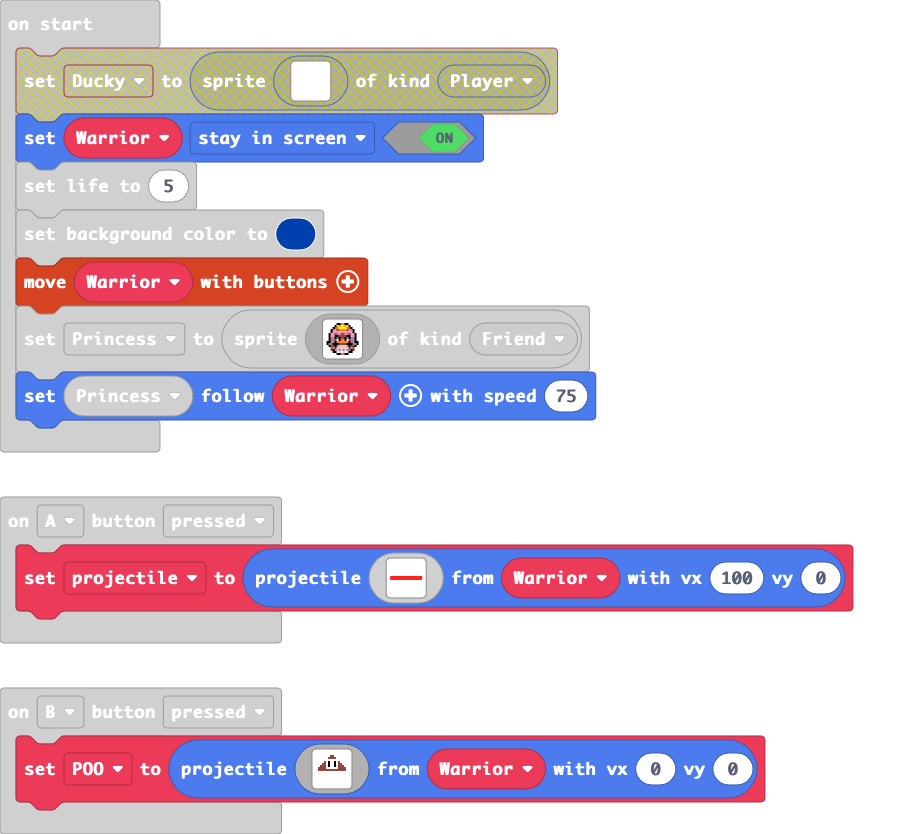 on start
set Ducky to sprite of kind Player
set Warrior stay in screen ON
set life to 5
set background color to
move Warrior with buttons
set Princess to sprite of kind Friend
set Princess follow Warrior with speed 75
on A button pressed
set projectile to projectile from Warrior with vx 100 vy 0
on B button pressed
set POO to projectile from Warrior with vx 0 vy 0